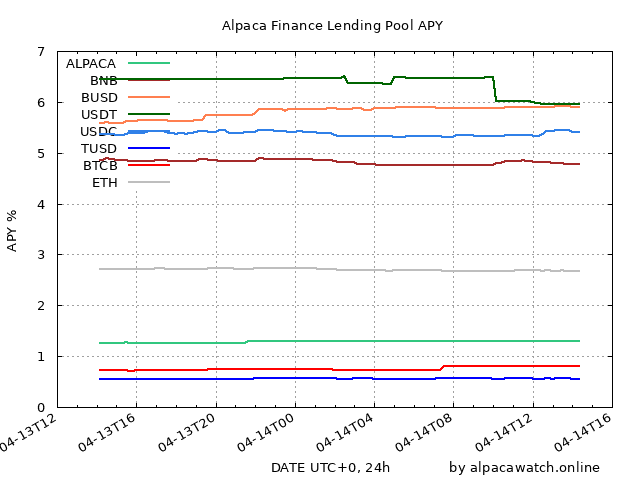 Alpaca Finance Lending Pool APY
7
6
5
4
3
2
1
0
APY %
ALPACA
BNB
BUSD
USDT
USDC
TUSD
BTCB
ETH
04-13T12
04-13T16
04-13T20
04-14T00
04-14T04
04-14T08
04-14T12
04-14T16
DATE UTC+0, 24h
by alpacawatch.online